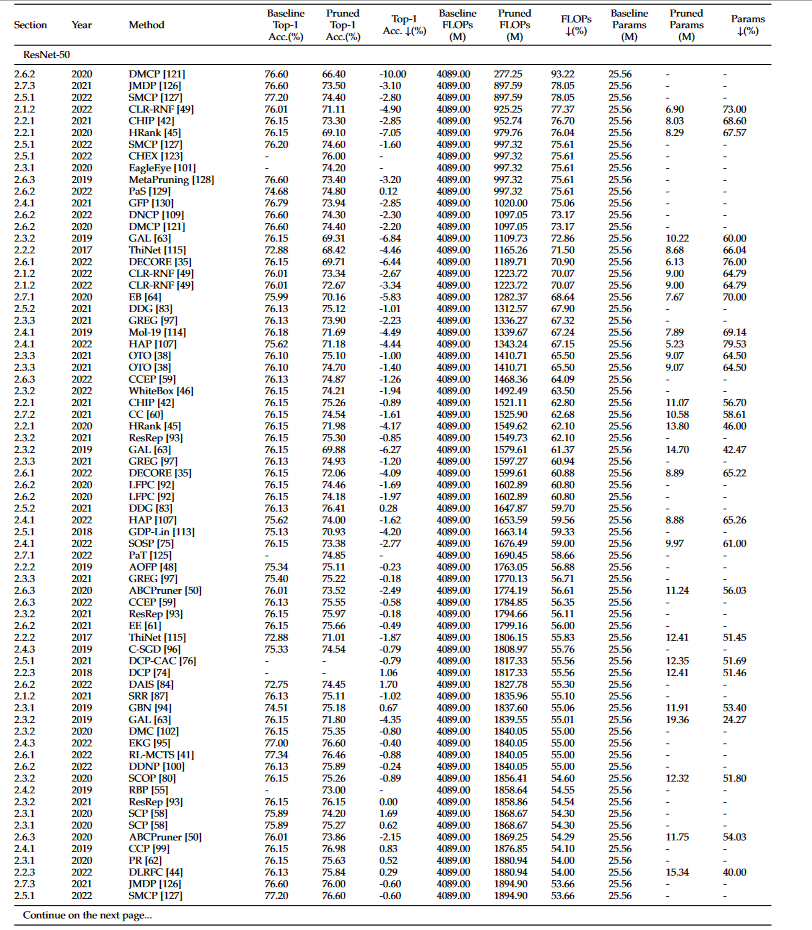 Section Year Method Baseline Top-1 Acc.(%) Pruned Top-1 Acc.(%) Top-1 Acc. ↓(%) Baseline FLOPs (M) Pruned FLOPs (M) FLOPs ↓(%) Baseline Params (M) Pruned Params (M) Params ↓(%)
ResNet-50
2.6.2 2020 DMCP [121] 76.60 66.40 -10.00 4089.00 277.25 93.22 25.56 - -
2.7.3 2021 JMDP [126] 76.60 73.50 -3.10 4089.00 897.59 78.05 25.56 - -
2.5.1 2022 SMCP [127] 77.20 74.40 -2.80 4089.00 897.59 78.05 25.56 - -
2.1.2 2022 CLR-RNF [49] 76.01 71.11 -4.90 4089.00 925.25 77.37 25.56 6.90 73.00
2.2.1 2021 CHIP [42] 76.15 73.30 -2.85 4089.00 952.74 76.70 25.56 8.03 68.60
2.2.1 2020 HRank [45] 76.15 69.10 -7.05 4089.00 979.76 76.04 25.56 8.29 67.57
2.5.1 2022 SMCP [127] 76.20 74.60 -1.60 4089.00 997.32 75.61 25.56 - -
2.5.1 2022 CHEX [123] - 76.00 - 4089.00 997.32 75.61 25.56 - -
2.3.1 2020 EagleEye [101] - 74.20 - 4089.00 997.32 75.61 25.56 - -
2.6.3 2019 MetaPruning [128] 76.60 73.40 -3.20 4089.00 997.32 75.61 25.56 - -
2.6.2 2022 PaS [129] 74.68 74.80 0.12 4089.00 997.32 75.61 25.56 - -
2.4.1 2021 GFP [130] 76.79 73.94 -2.85 4089.00 1020.00 75.06 25.56 - -
2.6.2 2022 DNCP [109] 76.60 74.30 -2.30 4089.00 1097.05 73.17 25.56 - -
2.6.2 2020 DMCP [121] 76.60 74.40 -2.20 4089.00 1097.05 73.17 25.56 - -
2.3.2 2019 GAL [63] 76.15 69.31 -6.84 4089.00 1109.73 72.86 25.56 10.22 60.00
2.2.2 2017 ThiNet [115] 72.88 68.42 -4.46 4089.00 1165.26 71.50 25.56 8.68 66.04
2.6.1 2022 DECORE [35] 76.15 69.71 -6.44 4089.00 1189.71 70.90 25.56 6.13 76.00
2.1.2 2022 CLR-RNF [49] 76.01 73.34 -2.67 4089.00 1223.72 70.07 25.56 9.00 64.79
2.1.2 2022 CLR-RNF [49] 76.01 72.67 -3.34 4089.00 1223.72 70.07 25.56 9.00 64.79
2.7.1 2020 EB [64] 75.99 70.16 -5.83 4089.00 1282.37 68.64 25.56 7.67 70.00
2.5.2 2021 DDG [83] 76.13 75.12 -1.01 4089.00 1312.57 67.90 25.56 - -
2.3.3 2021 GREG [97] 76.13 73.90 -2.23 4089.00 1336.27 67.32 25.56 - -
2.4.1 2019 Mol-19 [114] 76.18 71.69 -4.49 4089.00 1339.67 67.24 25.56 7.89 69.14
2.4.1 2022 HAP [107] 75.62 71.18 -4.44 4089.00 1343.24 67.15 25.56 5.23 79.53
2.3.3 2021 OTO [38] 76.10 75.10 -1.00 4089.00 1410.71 65.50 25.56 9.07 64.50
2.3.3 2021 OTO [38] 76.10 74.70 -1.40 4089.00 1410.71 65.50 25.56 9.07 64.50
2.6.3 2022 CCEP [59] 76.13 74.87 -1.26 4089.00 1468.36 64.09 25.56 - -
2.3.2 2022 WhiteBox [46] 76.15 74.21 -1.94 4089.00 1492.49 63.50 25.56 - -
2.2.1 2021 CHIP [42] 76.15 75.26 -0.89 4089.00 1521.11 62.80 25.56 11.07 56.70
2.7.2 2021 CC [60] 76.15 74.54 -1.61 4089.00 1525.90 62.68 25.56 10.58 58.61
2.2.1 2020 HRank [45] 76.15 71.98 -4.17 4089.00 1549.62 62.10 25.56 13.80 46.00
2.3.2 2021 ResRep [93] 76.15 75.30 -0.85 4089.00 1549.73 62.10 25.56 - -
2.3.2 2019 GAL [63] 76.15 69.88 -6.27 4089.00 1579.61 61.37 25.56 14.70 42.47
2.3.3 2021 GREG [97] 76.13 74.93 -1.20 4089.00 1597.27 60.94 25.56 - -
2.6.1 2022 DECORE [35] 76.15 72.06 -4.09 4089.00 1599.61 60.88 25.56 8.89 65.22
2.6.2 2020 LFPC [92] 76.15 74.46 -1.69 4089.00 1602.89 60.80 25.56 - -
2.6.2 2020 LFPC [92] 76.15 74.18 -1.97 4089.00 1602.89 60.80 25.56 - -
2.5.2 2021 DDG [83] 76.13 76.41 0.28 4089.00 1647.87 59.70 25.56 - -
2.4.1 2022 HAP [107] 75.62 74.00 -1.62 4089.00 1653.59 59.56 25.56 8.88 65.26
2.5.1 2018 GDP-Lin [113] 75.13 70.93 -4.20 4089.00 1663.14 59.33 25.56 - -
2.4.1 2022 SOSP [75] 76.15 73.38 -2.77 4089.00 1676.49 59.00 25.56 9.97 61.00
2.7.1 2022 PaT [125] - 74.85 - 4089.00 1690.45 58.66 25.56 - -
2.2.2 2019 AOFP [48] 75.34 75.11 -0.23 4089.00 1763.05 56.88 25.56 - -
2.3.3 2021 GREG [97] 75.40 75.22 -0.18 4089.00 1770.13 56.71 25.56 - -
2.6.3 2020 ABCPruner [50] 76.01 73.52 -2.49 4089.00 1774.19 56.61 25.56 11.24 56.03
2.6.3 2022 CCEP [59] 76.13 75.55 -0.58 4089.00 1784.85 56.35 25.56 - -
2.3.2 2021 ResRep [93] 76.15 75.97 -0.18 4089.00 1794.66 56.11 25.56 - -
2.6.2 2021 EE [61] 76.15 75.66 -0.49 4089.00 1799.16 56.00 25.56 - -
2.2.2 2017 ThiNet [115] 72.88 71.01 -1.87 4089.00 1806.15 55.83 25.56 12.41 51.45
2.4.3 2019 C-SGD [96] 75.33 74.54 -0.79 4089.00 1808.97 55.76 25.56 - -
2.5.1 2021 DCP-CAC [76] - - -0.79 4089.00 1817.33 55.56 25.56 12.35 51.69
2.2.3 2018 DCP [74] - - 1.06 4089.00 1817.33 55.56 25.56 12.41 51.46
2.6.2 2022 DAIS [84] 72.75 74.45 1.70 4089.00 1827.78 55.30 25.56 - -
2.1.2 2021 SRR [87] 76.13 75.11 -1.02 4089.00 1835.96 55.10 25.56 - -
2.3.1 2019 GBN [94] 74.51 75.18 0.67 4089.00 1837.60 55.06 25.56 11.91 53.40
2.3.2 2019 GAL [63] 76.15 71.80 -4.35 4089.00 1839.55 55.01 25.56 19.36 24.27
2.3.2 2020 DMC [102] 76.15 75.35 -0.80 4089.00 1840.05 55.00 25.56 - -
2.4.3 2022 EKG [95] 77.00 76.60 -0.40 4089.00 1840.05 55.00 25.56 - -
2.6.1 2022 RL-MCTS [41] 77.34 76.46 -0.88 4089.00 1840.05 55.00 25.56 - -
2.6.2 2022 DDNP [100] 76.13 75.89 -0.24 4089.00 1840.05 55.00 25.56 - -
2.3.2 2020 SCOP [80] 76.15 75.26 -0.89 4089.00 1856.41 54.60 25.56 12.32 51.80
2.4.2 2019 RBP [55] - 73.00 - 4089.00 1858.64 54.55 25.56 - -
2.3.2 2021 ResRep [93] 76.15 76.15 0.00 4089.00 1858.86 54.54 25.56 - -
2.3.1 2020 SCP [58] 75.89 74.20 1.69 4089.00 1868.67 54.30 25.56 - -
2.3.1 2020 SCP [58] 75.89 75.27 0.62 4089.00 1868.67 54.30 25.56 - -
2.6.3 2020 ABCPruner [50] 76.01 73.86 -2.15 4089.00 1869.25 54.29 25.56 11.75 54.03
2.4.1 2019 CCP [99] 76.15 76.98 0.83 4089.00 1876.85 54.10 25.56 - -
2.3.1 2020 PR [62] 76.15 75.63 0.52 4089.00 1880.94 54.00 25.56 - -
2.2.3 2022 DLRFC [44] 76.13 75.84 0.29 4089.00 1880.94 54.00 25.56 15.34 40.00
2.7.3 2021 JMDP [126] 76.60 76.00 -0.60 4089.00 1894.90 53.66 25.56 - -
2.5.1 2022 SMCP [127] 77.20 76.60 -0.60 4089.00 1894.90 53.66 25.56 - -
Continue on the next page...